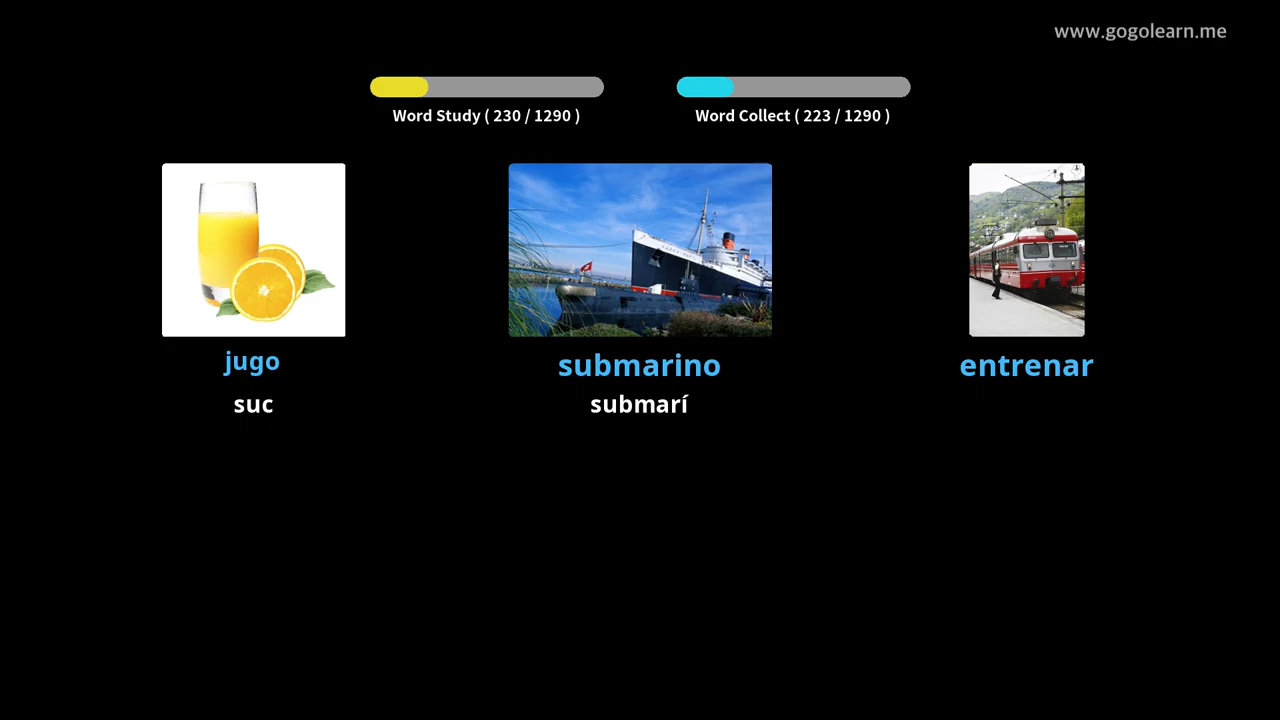 www.gogolearn.me
Word Study ( 230 / 1290 )
Word Collect ( 223 / 1290 )
jugo
submarino
entrenar
suc
submarí